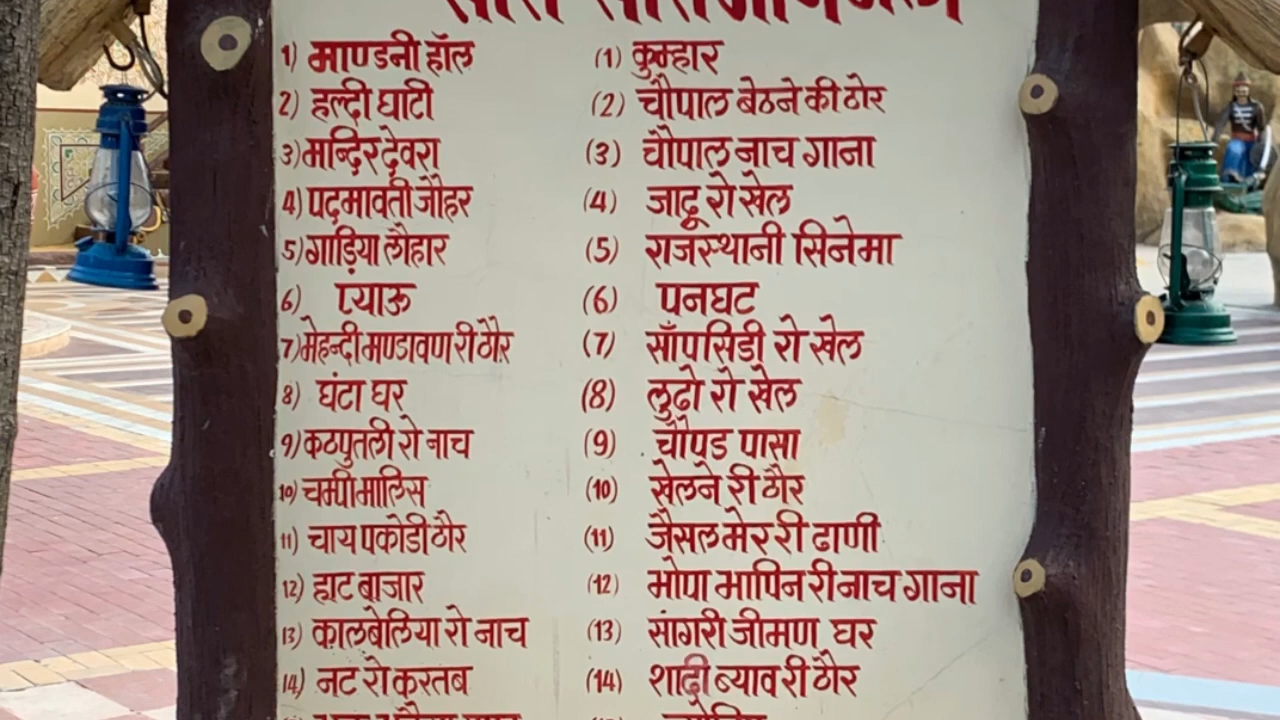 1) माण्डनी हॉल
2) हल्दी घाटी
3) मन्दिर देवरा
4) पदमावती जौहर
5) गाड़िया लौहार
6) प्याऊ
7) मेहन्दी मण्डावण री ठौर
8) घंटा घर
9) कठपुतली रो नाच
10) चम्पी मालिस
11) चाय पकोडी ठौर
12) हाट बाजार
13) कालबेलिया रो नाच
14) नट रो करतब
(1) कुम्हार
(2) चौपाल बेठने की ठोर
(3) चौपाल नाच गाना
(4) जादू रो खेल
(5) राजस्थानी सिनेमा
(6) पनघट
(7) साँप सिडी रो खेल
(8) लुढो रो खेल
(9) चौपड पासा
(10) खेलने री ठौर
(11) जैसलमेर री ढाणी
(12) भोपा भापिन री नाच गाना
(13) सांगरी जीमण घर
(14) शादी ब्याव री ठौर